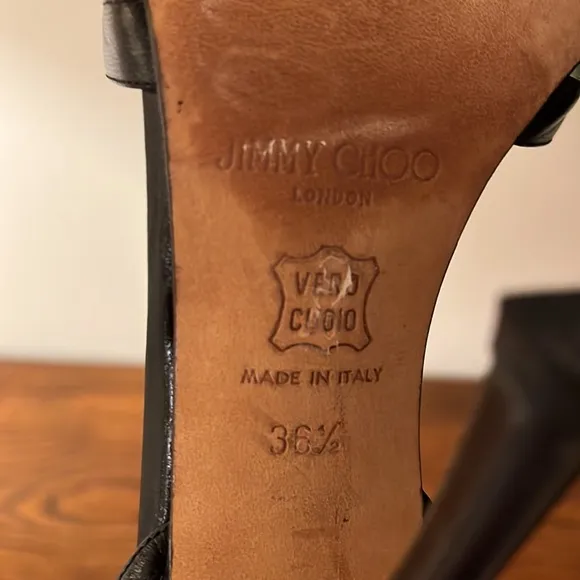 JIMMY CHOO
LONDON
VERO
CUOIO
MADE IN ITALY
36½